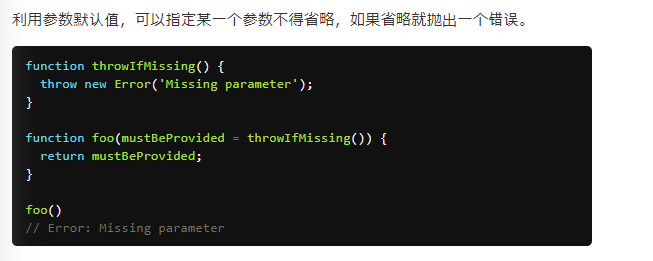 利用参数默认值，可以指定某一个参数不得省略，如果省略就抛出一个错误。
function throwIfMissing() {
  throw new Error('Missing parameter');
}
function foo(mustBeProvided = throwIfMissing()) {
  return mustBeProvided;
}
foo()
// Error: Missing parameter